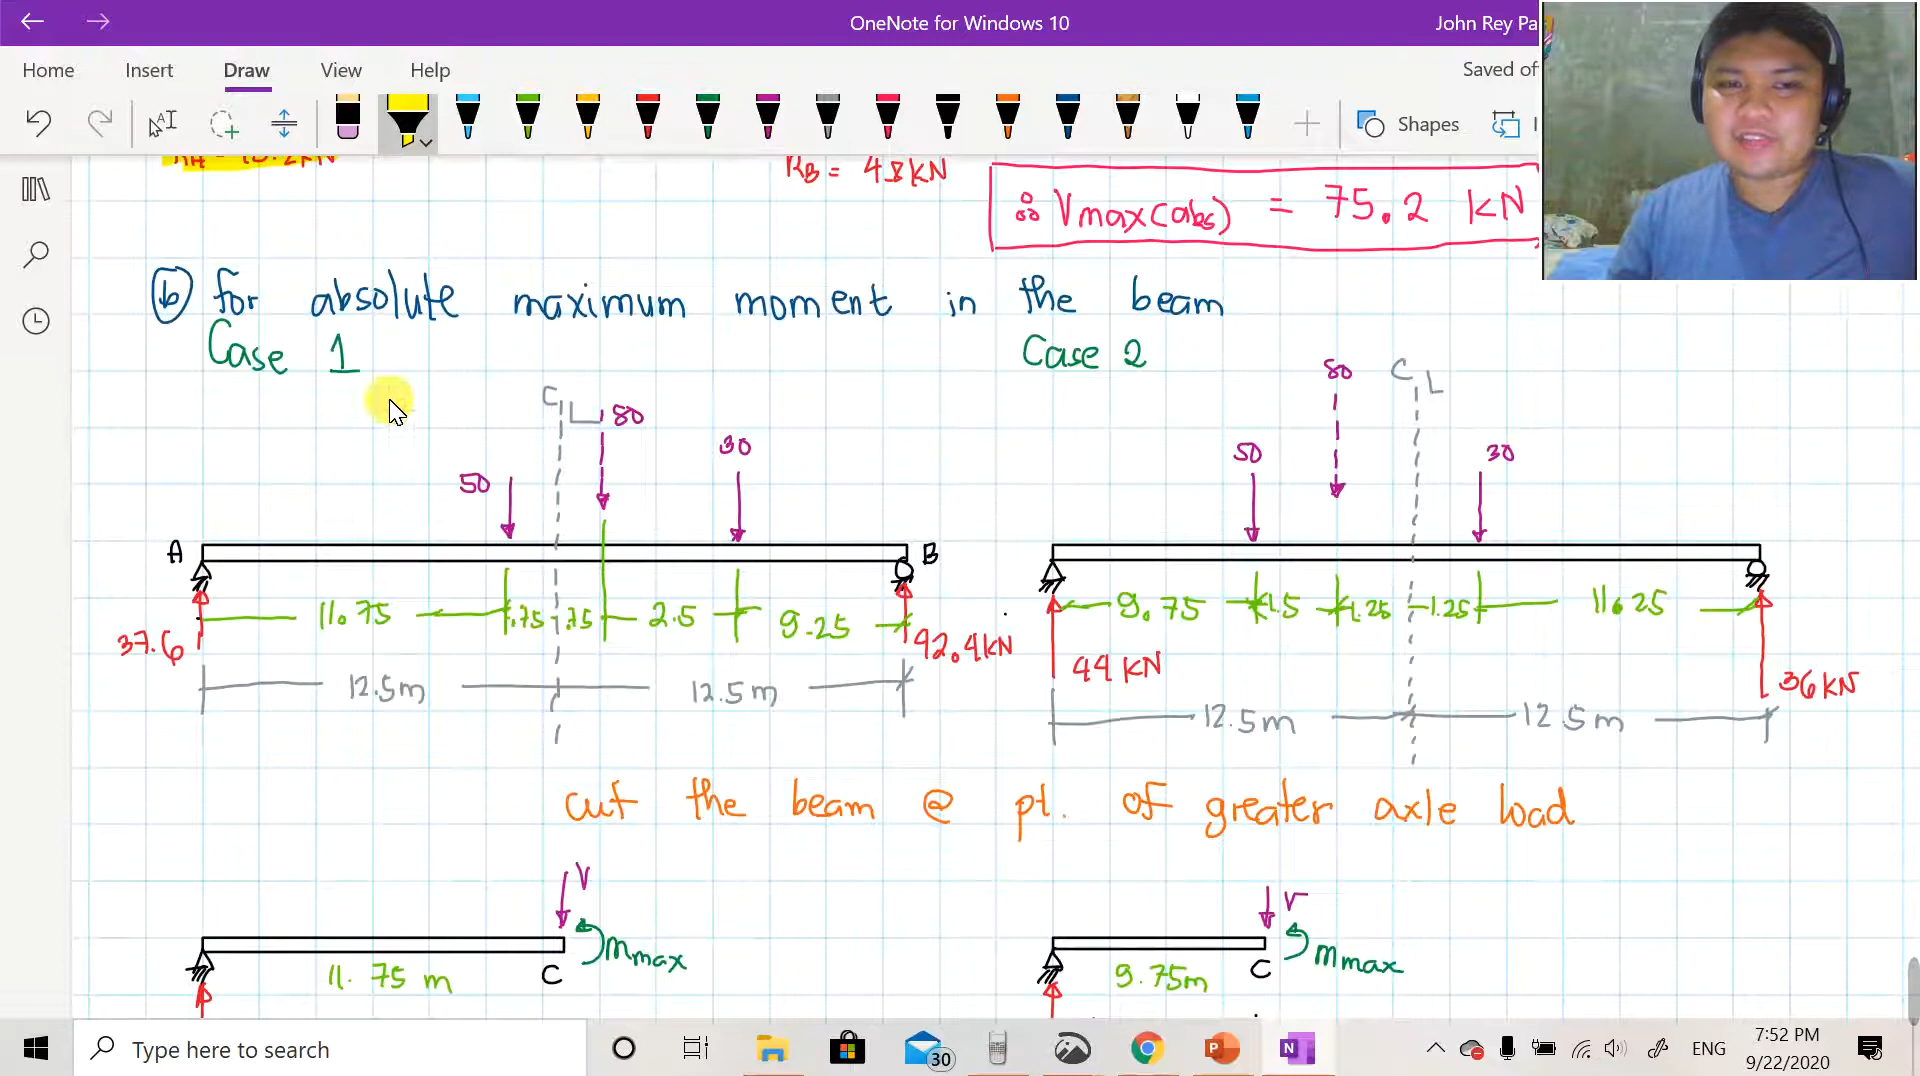 OneNote for Windows 10
John Rey Pa
Home Insert Draw View Help
Saved of
Shapes
RB = 48 KN
∴ Vmax(abs) = 75.2 KN
b for absolute maximum moment in the beam
Case 1
Case 2
CL 80
50
30
80 CL
50
30
A
B
11.75 .75 .75 2.5 9.25
9.75 1.5 1.25 1.25 11.25
37.6
42.4KN
44 KN
36 KN
12.5m 12.5m
12.5m 12.5m
cut the beam @ pt. of greater axle load
V
Mmax
11.75 m
C
V
Mmax
9.75m
C
Type here to search
30
ENG
7:52 PM
9/22/2020